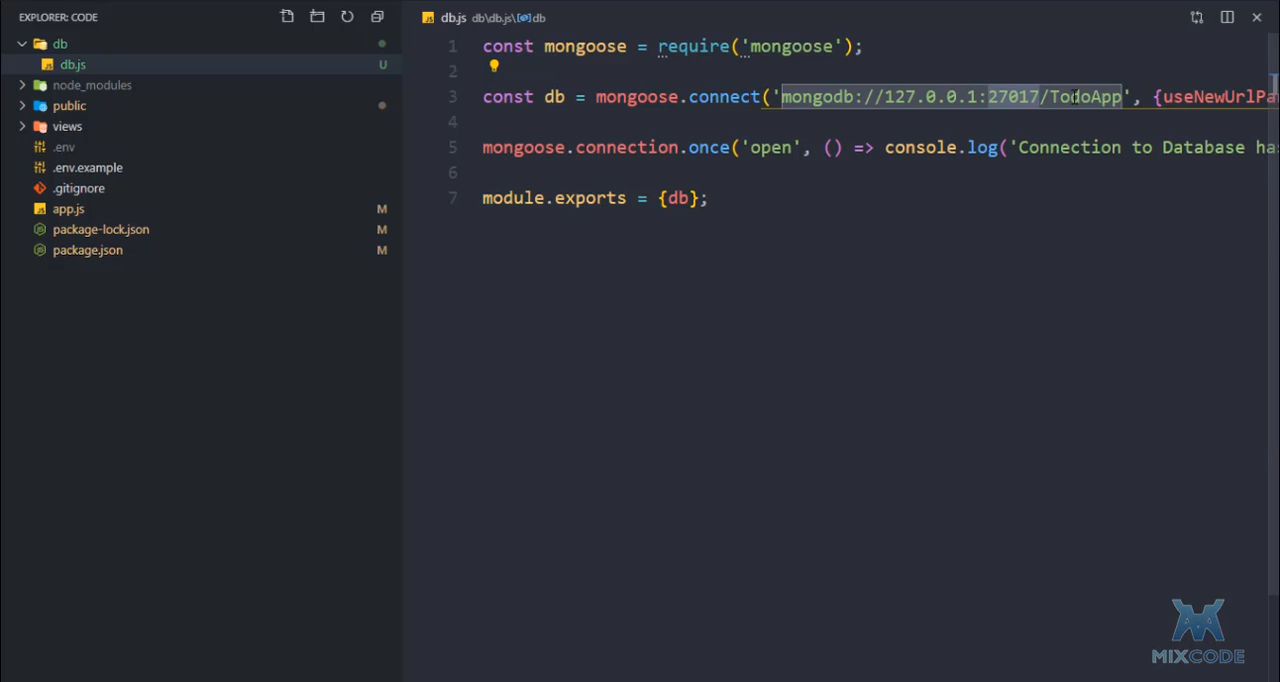 EXPLORER: CODE
db
db.js U
node_modules
public
views
.env
.env.example
.gitignore
app.js M
package-lock.json M
package.json M
db.js db\db.js\db
1 const mongoose = require('mongoose');
2
3 const db = mongoose.connect('mongodb://127.0.0.1:27017/TodoApp', {useNewUrlPa
4
5 mongoose.connection.once('open', () => console.log('Connection to Database ha
6
7 module.exports = {db};
MIXCODE